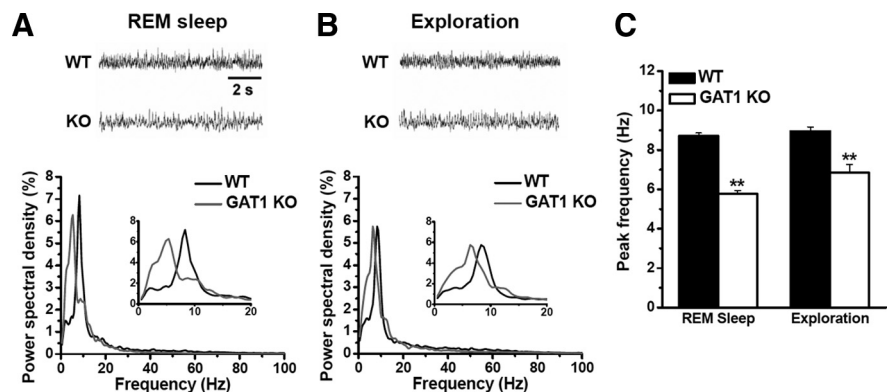 A
REM sleep
WT
2 s
KO
Power spectral density (%)
8
7
6
5
4
3
2
1
0
WT
GAT1 KO
8
6
4
2
0
0 10 20
0 20 40 60 80 100
Frequency (Hz)
B
Exploration
WT
KO
Power spectral density (%)
8
7
6
5
4
3
2
1
0
WT
GAT1 KO
8
6
4
2
0
0 10 20
0 20 40 60 80 100
Frequency (Hz)
C
WT
GAT1 KO
Peak frequency (Hz)
12
10
8
6
4
2
0
**
**
REM Sleep Exploration